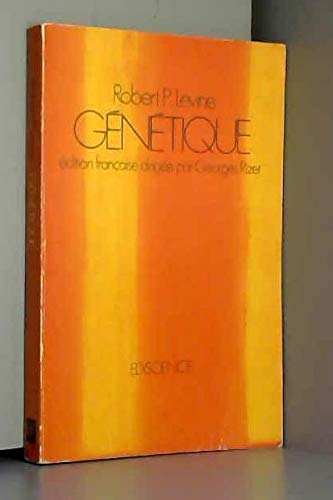 Robert P. Levine
GÉNÉTIQUE
édition française dirigée par Georges Rizet
EDISCIENCE